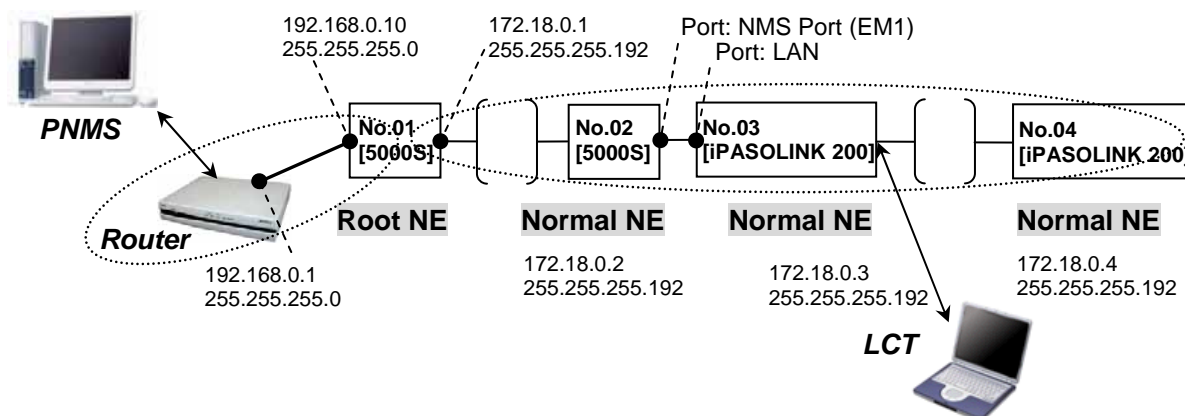 192.168.0.10
255.255.255.0
172.18.0.1
255.255.255.192
Port: NMS Port (EM1)
Port: LAN
PNMS
No.01
[5000S]
No.02
[5000S]
No.03
[iPASOLINK 200]
No.04
[iPASOLINK 200]
Router
Root NE
Normal NE
Normal NE
Normal NE
192.168.0.1
255.255.255.0
172.18.0.2
255.255.255.192
172.18.0.3
255.255.255.192
172.18.0.4
255.255.255.192
LCT